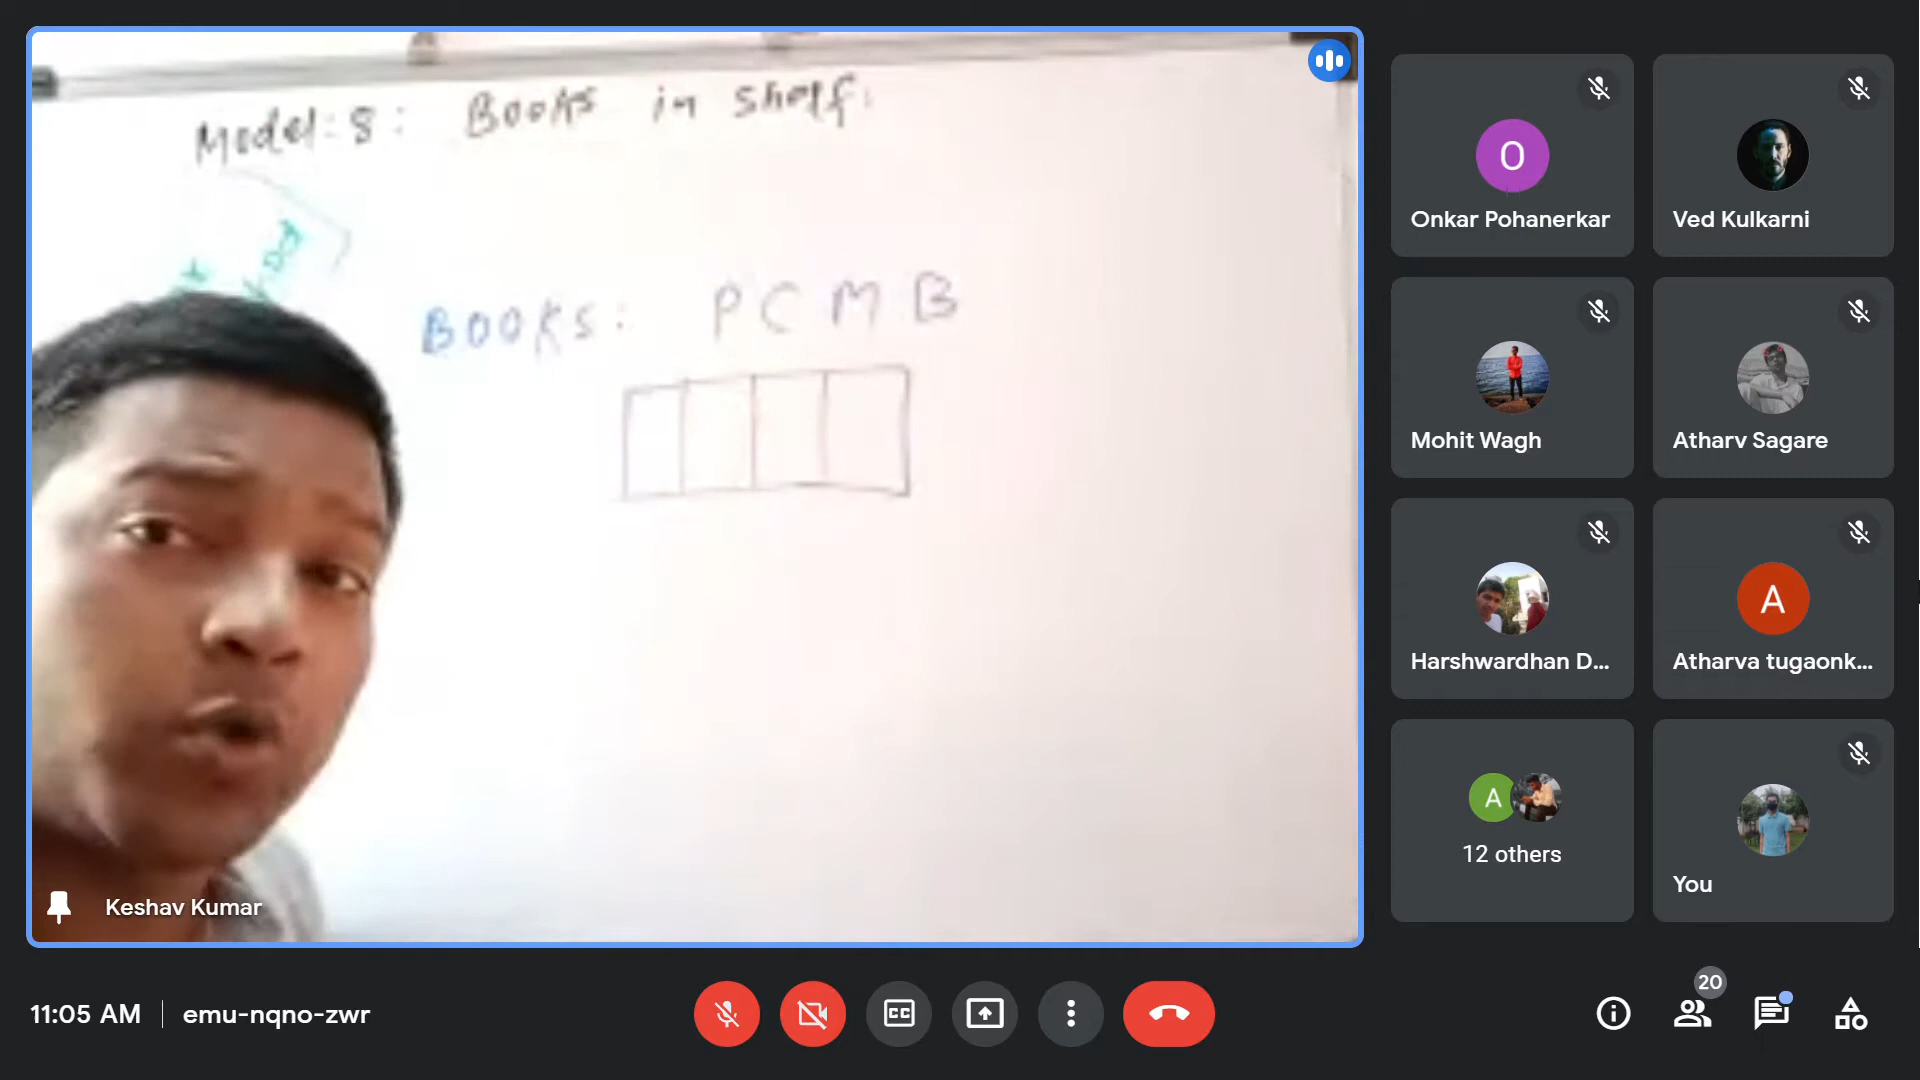 Model: 8: Books in shelf:
BOOKS: P C M B
Keshav Kumar
O
Onkar Pohanerkar
Ved Kulkarni
Mohit Wagh
Atharv Sagare
Harshwardhan D...
A
Atharva tugaonk...
A
12 others
You
11:05 AM | emu-nqno-zwr
CC
20